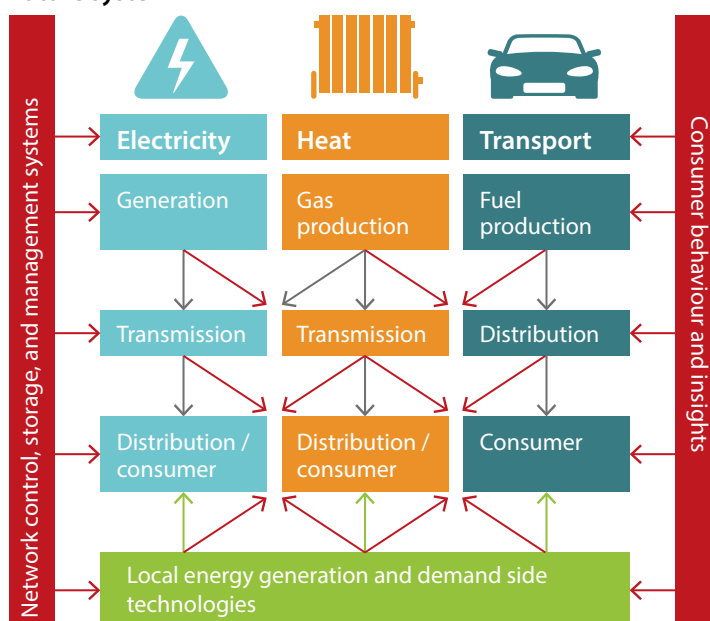 Network control, storage, and management systems
Electricity
Heat
Transport
Generation
Gas
production
Fuel
production
Transmission
Transmission
Distribution
Distribution /
consumer
Distribution /
consumer
Consumer
Local energy generation and demand side
technologies
Consumer behaviour and insights